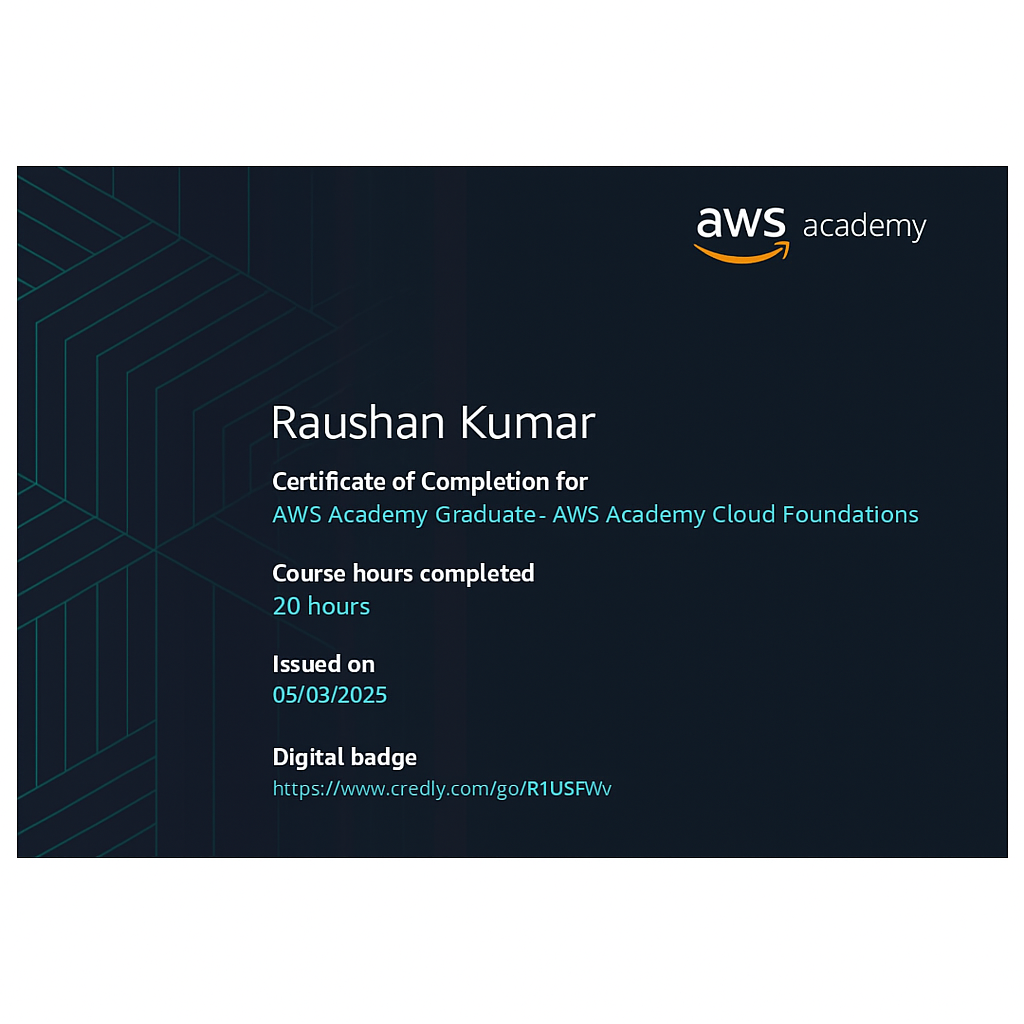 aws academy
Raushan Kumar
Certificate of Completion for
AWS Academy Graduate - AWS Academy Cloud Foundations
Course hours completed
20 hours
Issued on
05/03/2025
Digital badge
https://www.credly.com/go/R1USFWv